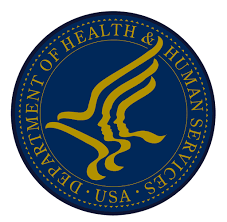 DEPARTMENT OF HEALTH & HUMAN SERVICES
· USA ·